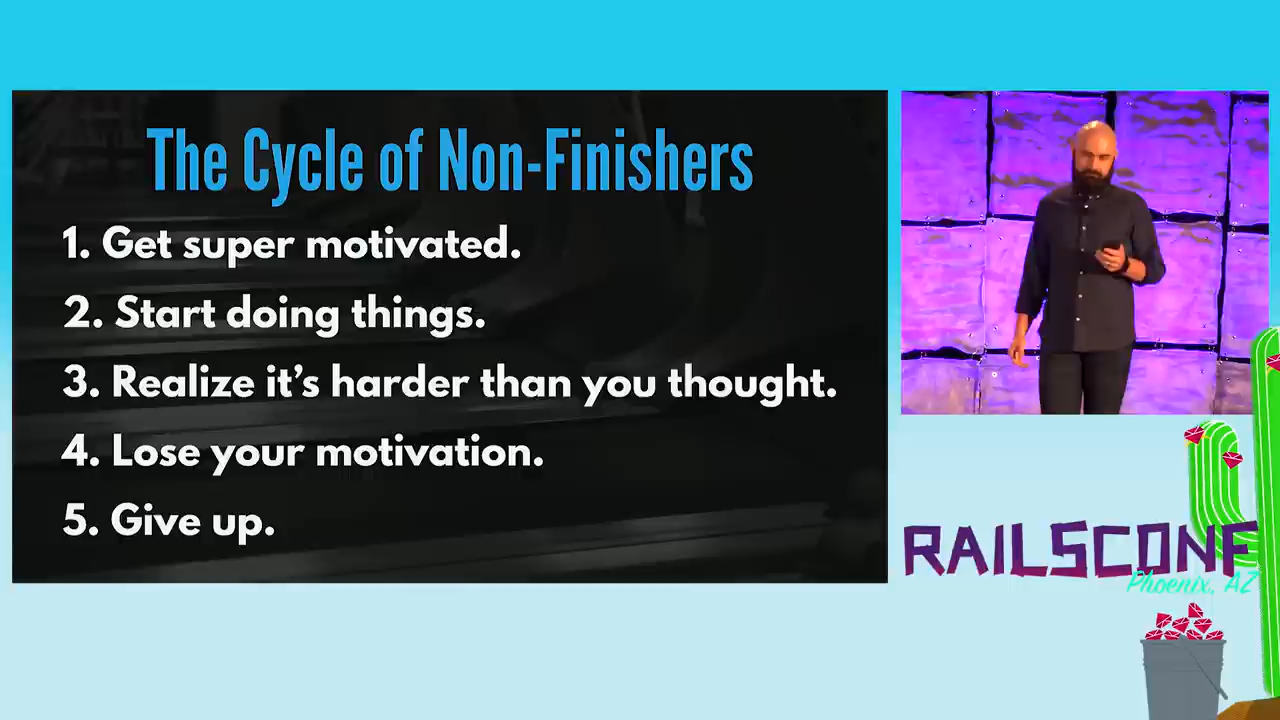 The Cycle of Non-Finishers
1. Get super motivated.
2. Start doing things.
3. Realize it's harder than you thought.
4. Lose your motivation.
5. Give up.
RAILSCONF
Phoenix, AZ